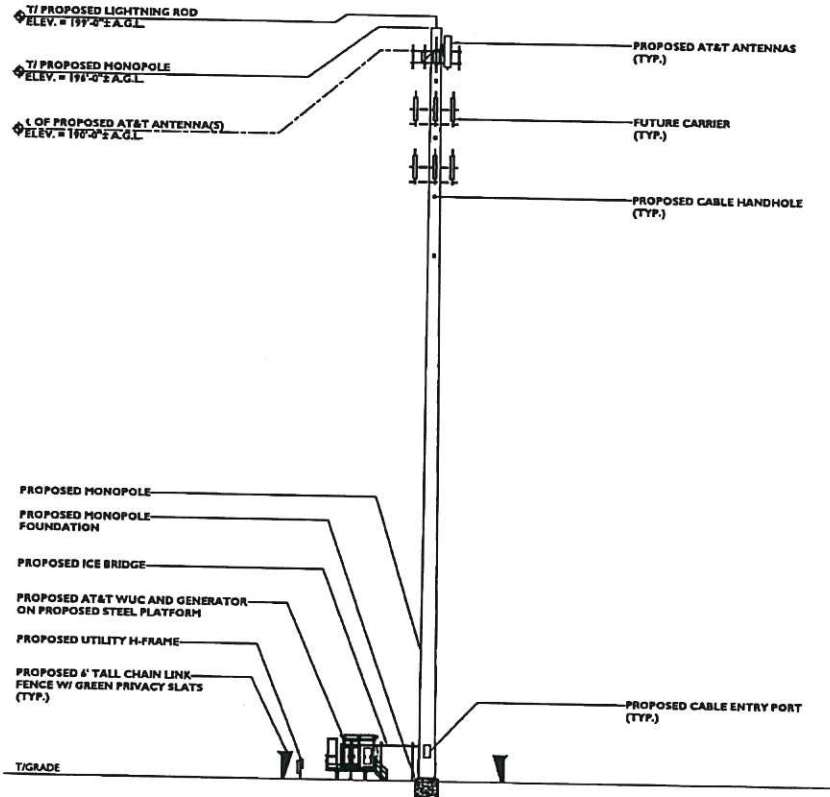 T/ PROPOSED LIGHTNING ROD
ELEV. = 199'-0"± A.G.L.
T/ PROPOSED MONOPOLE
ELEV. = 196'-0"± A.G.L.
℄ OF PROPOSED AT&T ANTENNA(S)
ELEV. = 190'-0"± A.G.L.
PROPOSED AT&T ANTENNAS
(TYP.)
FUTURE CARRIER
(TYP.)
PROPOSED CABLE HANDHOLE
(TYP.)
PROPOSED MONOPOLE
PROPOSED MONOPOLE
FOUNDATION
PROPOSED ICE BRIDGE
PROPOSED AT&T WUC AND GENERATOR
ON PROPOSED STEEL PLATFORM
PROPOSED UTILITY H-FRAME
PROPOSED 6' TALL CHAIN LINK
FENCE W/ GREEN PRIVACY SLATS
(TYP.)
PROPOSED CABLE ENTRY PORT
(TYP.)
T/GRADE